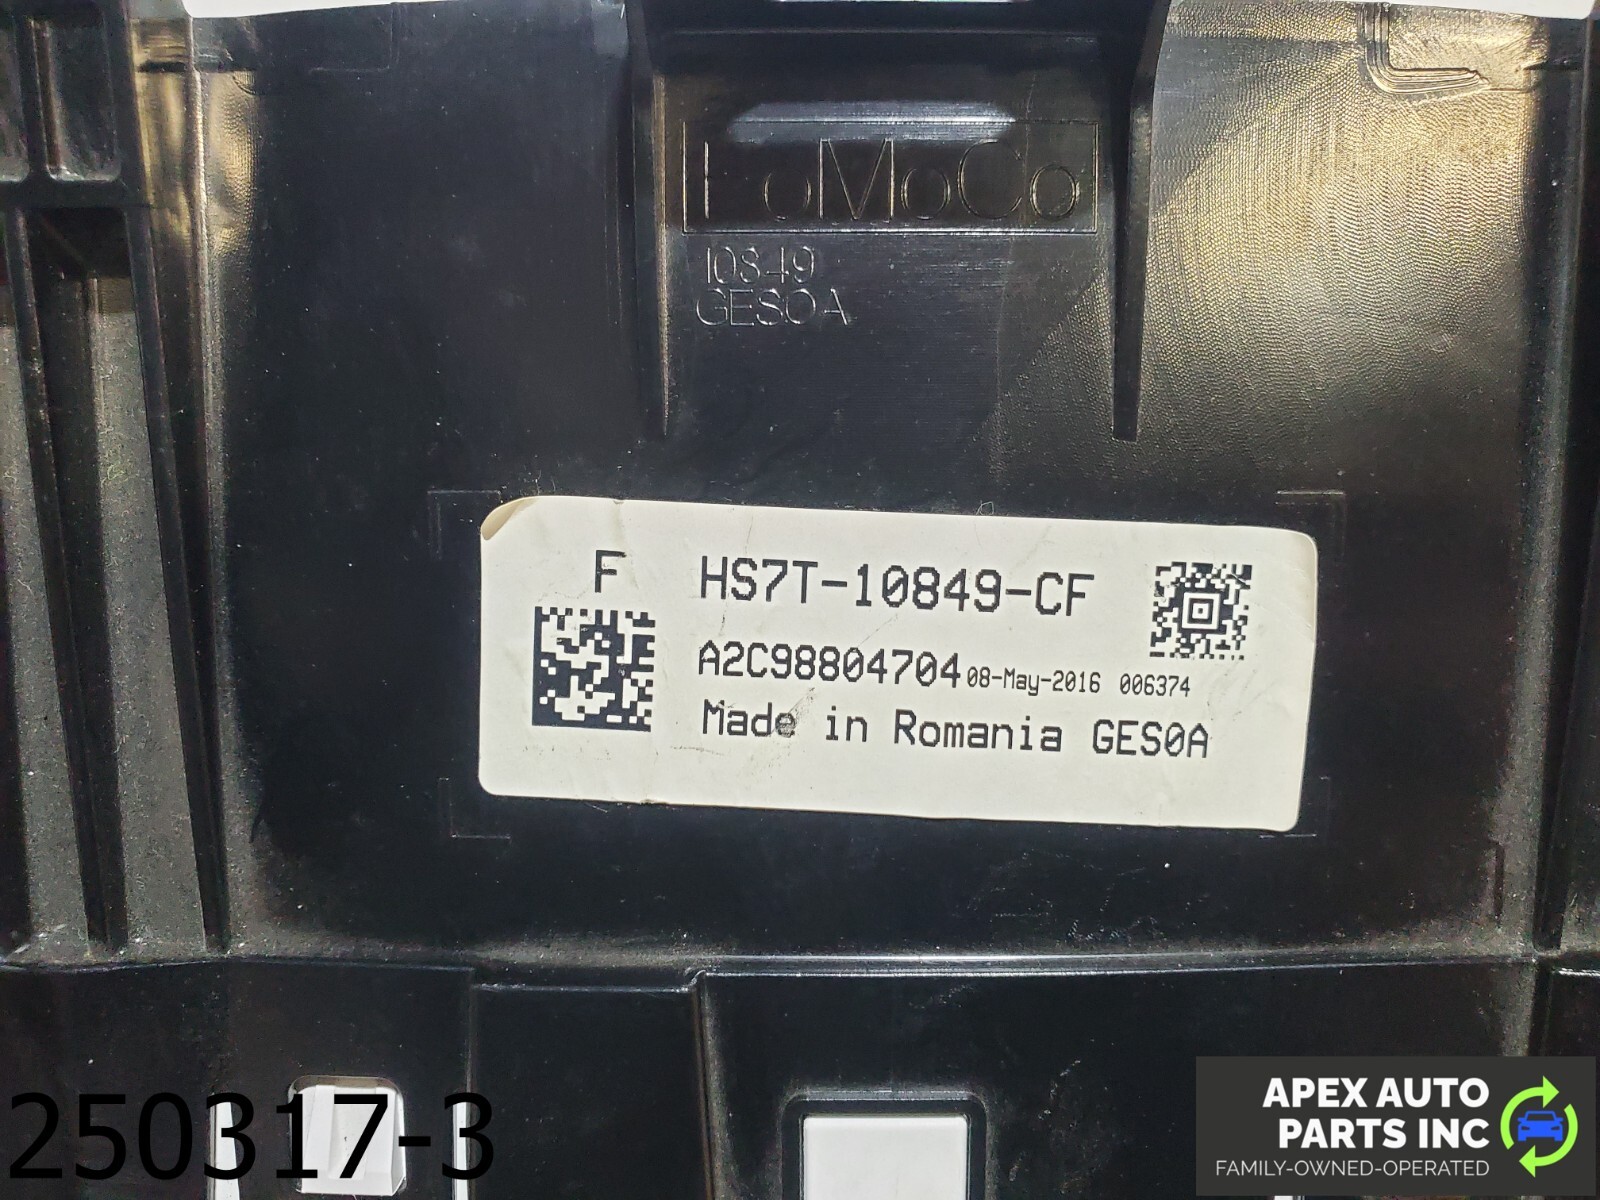 FoMoCo
10849
GESOA
F HS7T-10849-CF
A2C98804704 08-May-2016 006374
Made in Romania GES0A
250317-3
APEX AUTO
PARTS INC
FAMILY-OWNED-OPERATED